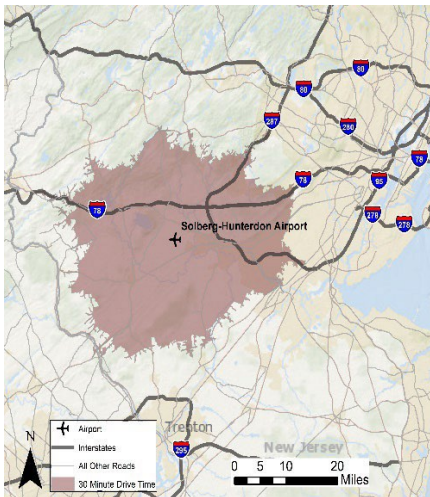 80
80
287
280
78
78
95
78
278
278
Solberg-Hunterdon Airport
Trenton
New Jersey
295
N
Airport
Interstates
All Other Roads
30 Minute Drive Time
0 5 10 20
Miles